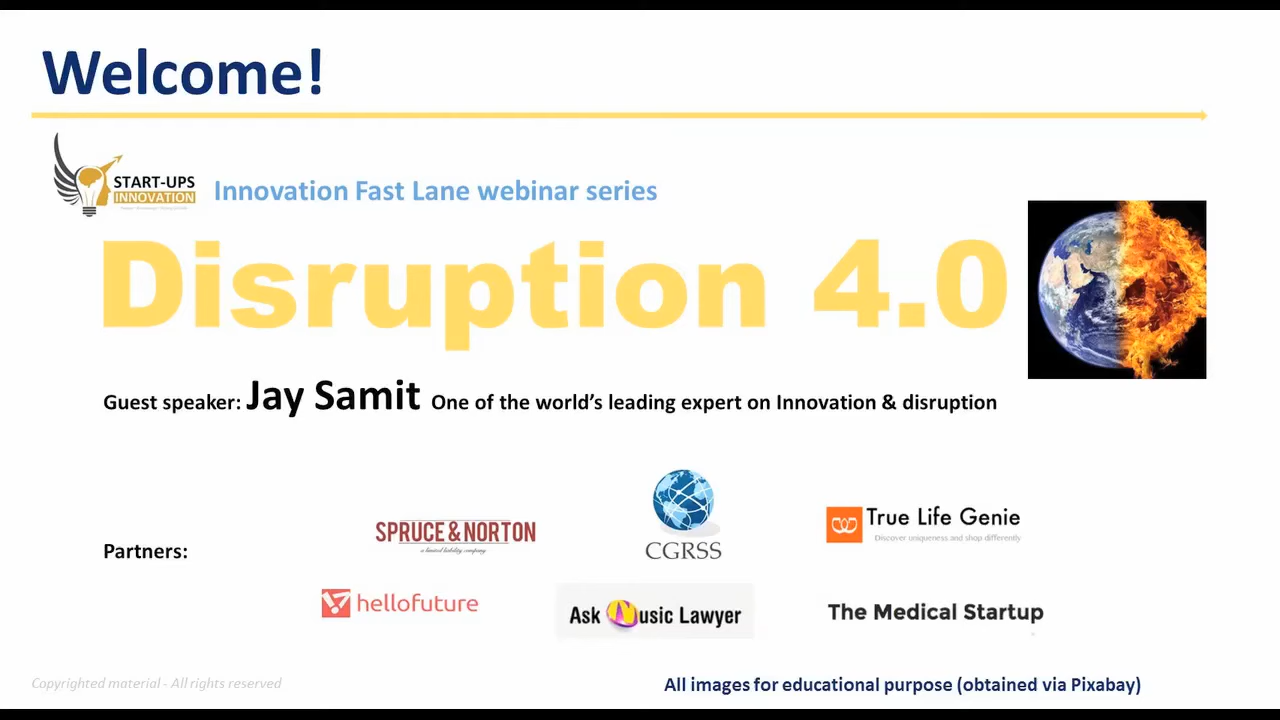 Welcome!
START-UPS
INNOVATION
Innovation Fast Lane webinar series
Disruption 4.0
Guest speaker: Jay Samit One of the world's leading expert on Innovation & disruption
Partners:
SPRUCE & NORTON
a limited liability company
CGRSS
True Life Genie
Discover uniqueness and shop differently
hellofuture
Ask Music Lawyer
The Medical Startup
Copyrighted material - All rights reserved
All images for educational purpose (obtained via Pixabay)